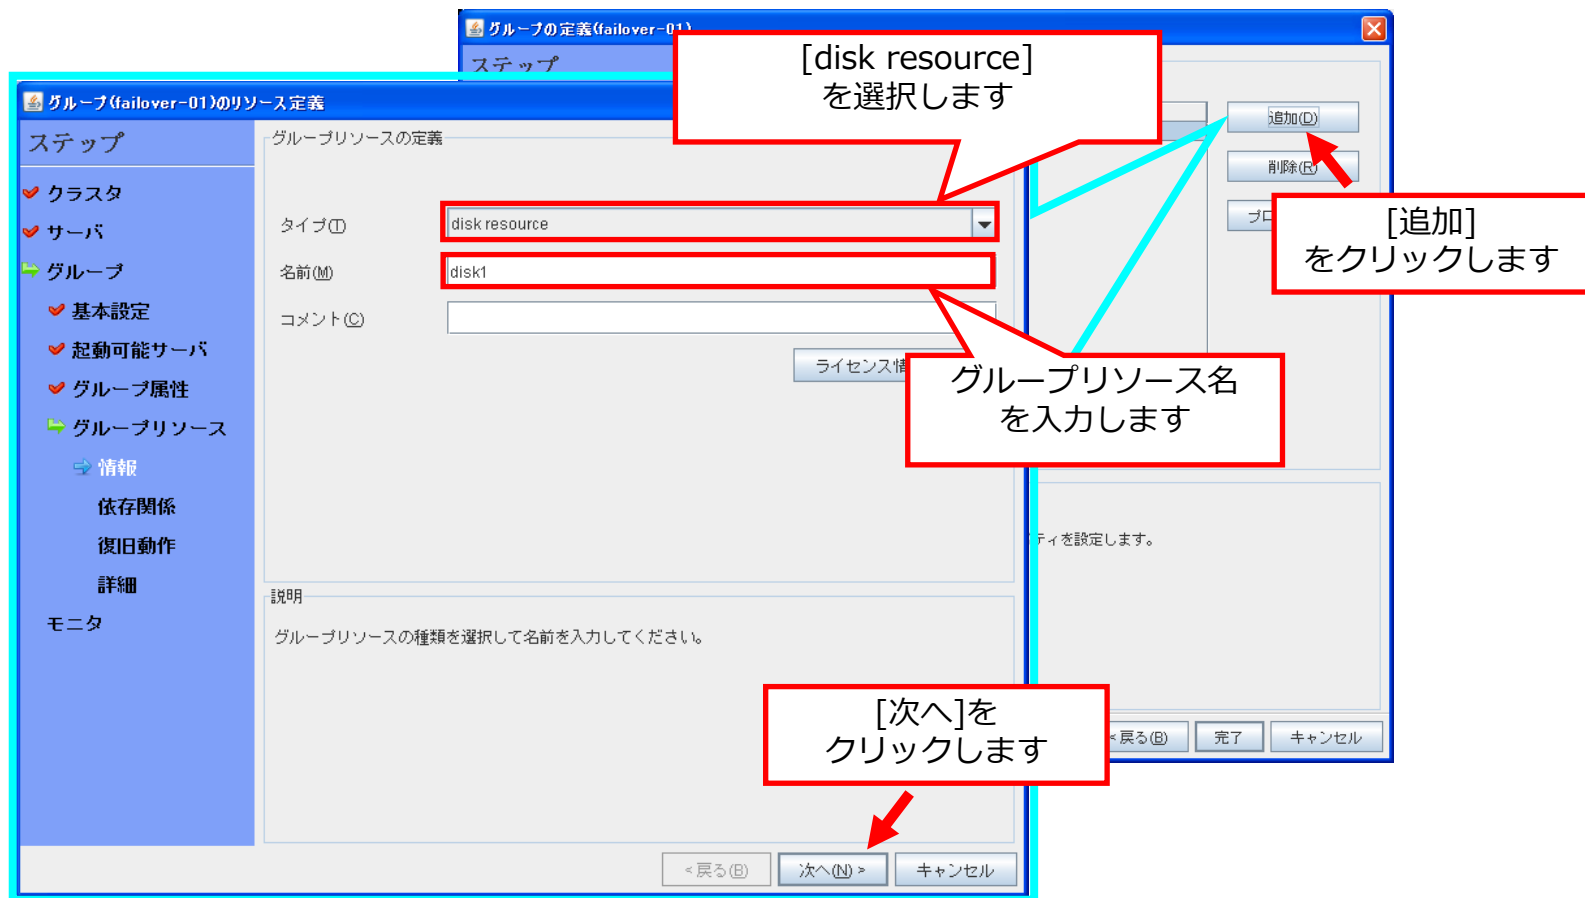 グループの定義(failover-01)
ステップ
[disk resource]
を選択します
追加(D)
削除(R)
プロ
[追加]
をクリックします
グループ(failover-01)のリソース定義
ステップ
クラスタ
サーバ
グループ
基本設定
起動可能サーバ
グループ属性
グループリソース
情報
依存関係
復旧動作
詳細
モニタ
グループリソースの定義
タイプ(T)
disk resource
名前(M)
disk1
コメント(C)
ライセンス情
グループリソース名
を入力します
ティを設定します。
説明
グループリソースの種類を選択して名前を入力してください。
[次へ]を
クリックします
<戻る(B)
完了
キャンセル
<戻る(B)
次へ(N) >
キャンセル